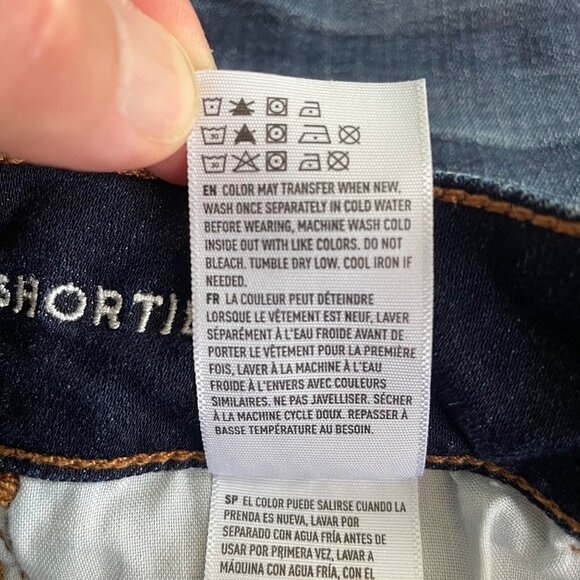 EN COLOR MAY TRANSFER WHEN NEW,
WASH ONCE SEPARATELY IN COLD WATER
BEFORE WEARING, MACHINE WASH COLD
INSIDE OUT WITH LIKE COLORS. DO NOT
BLEACH. TUMBLE DRY LOW. COOL IRON IF
NEEDED.
FR LA COULEUR PEUT DÉTEINDRE
LORSQUE LE VÊTEMENT EST NEUF, LAVER
SÉPARÉMENT À L'EAU FROIDE AVANT DE
PORTER LE VÊTEMENT POUR LA PREMIÈRE
FOIS, LAVER À LA MACHINE À L'EAU
FROIDE À L'ENVERS AVEC COULEURS
SIMILAIRES. NE PAS JAVELLISER. SÉCHER
À LA MACHINE CYCLE DOUX. REPASSER À
BASSE TEMPÉRATURE AU BESOIN.
SHORTIE
SP EL COLOR PUEDE SALIRSE CUANDO LA
PRENDA ES NUEVA, LAVAR POR
SEPARADO CON AGUA FRÍA ANTES DE
USAR POR PRIMERA VEZ, LAVAR A
MÁQUINA CON AGUA FRÍA, CON EL